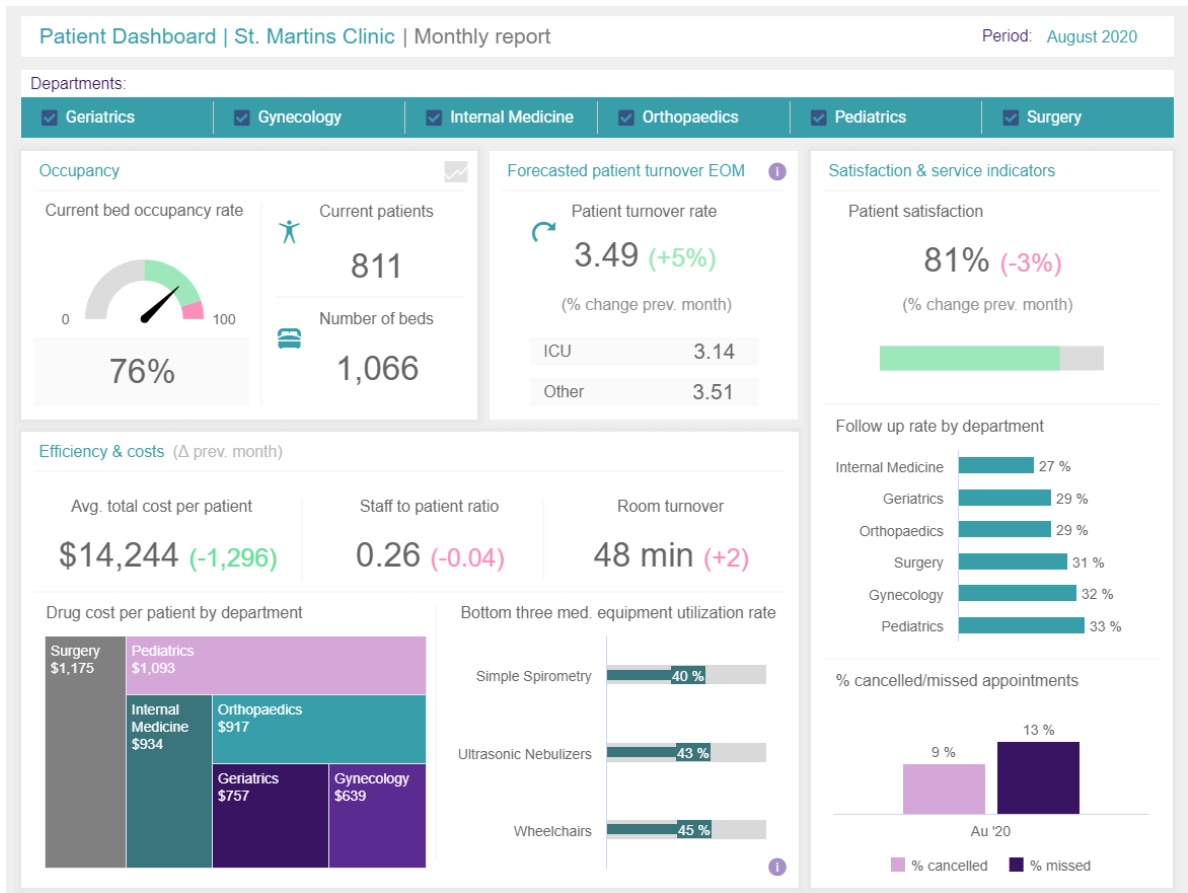 Patient Dashboard | St. Martins Clinic | Monthly report
Period: August 2020
Departments:
Geriatrics
Gynecology
Internal Medicine
Orthopaedics
Pediatrics
Surgery
Occupancy
Current bed occupancy rate
0
100
76%
Current patients
811
Number of beds
1,066
Forecasted patient turnover EOM
i
Patient turnover rate
3.49 (+5%)
(% change prev. month)
ICU 3.14
Other 3.51
Satisfaction & service indicators
Patient satisfaction
81% (-3%)
(% change prev. month)
Follow up rate by department
Internal Medicine 27 %
Geriatrics 29 %
Orthopaedics 29 %
Surgery 31 %
Gynecology 32 %
Pediatrics 33 %
% cancelled/missed appointments
9 %
13 %
Au '20
% cancelled
% missed
Efficiency & costs (Δ prev. month)
Avg. total cost per patient
$14,244 (-1,296)
Staff to patient ratio
0.26 (-0.04)
Room turnover
48 min (+2)
Drug cost per patient by department
Surgery
$1,175
Pediatrics
$1,093
Internal
Medicine
$934
Orthopaedics
$917
Geriatrics
$757
Gynecology
$639
Bottom three med. equipment utilization rate
Simple Spirometry 40 %
Ultrasonic Nebulizers 43 %
Wheelchairs 45 %
i